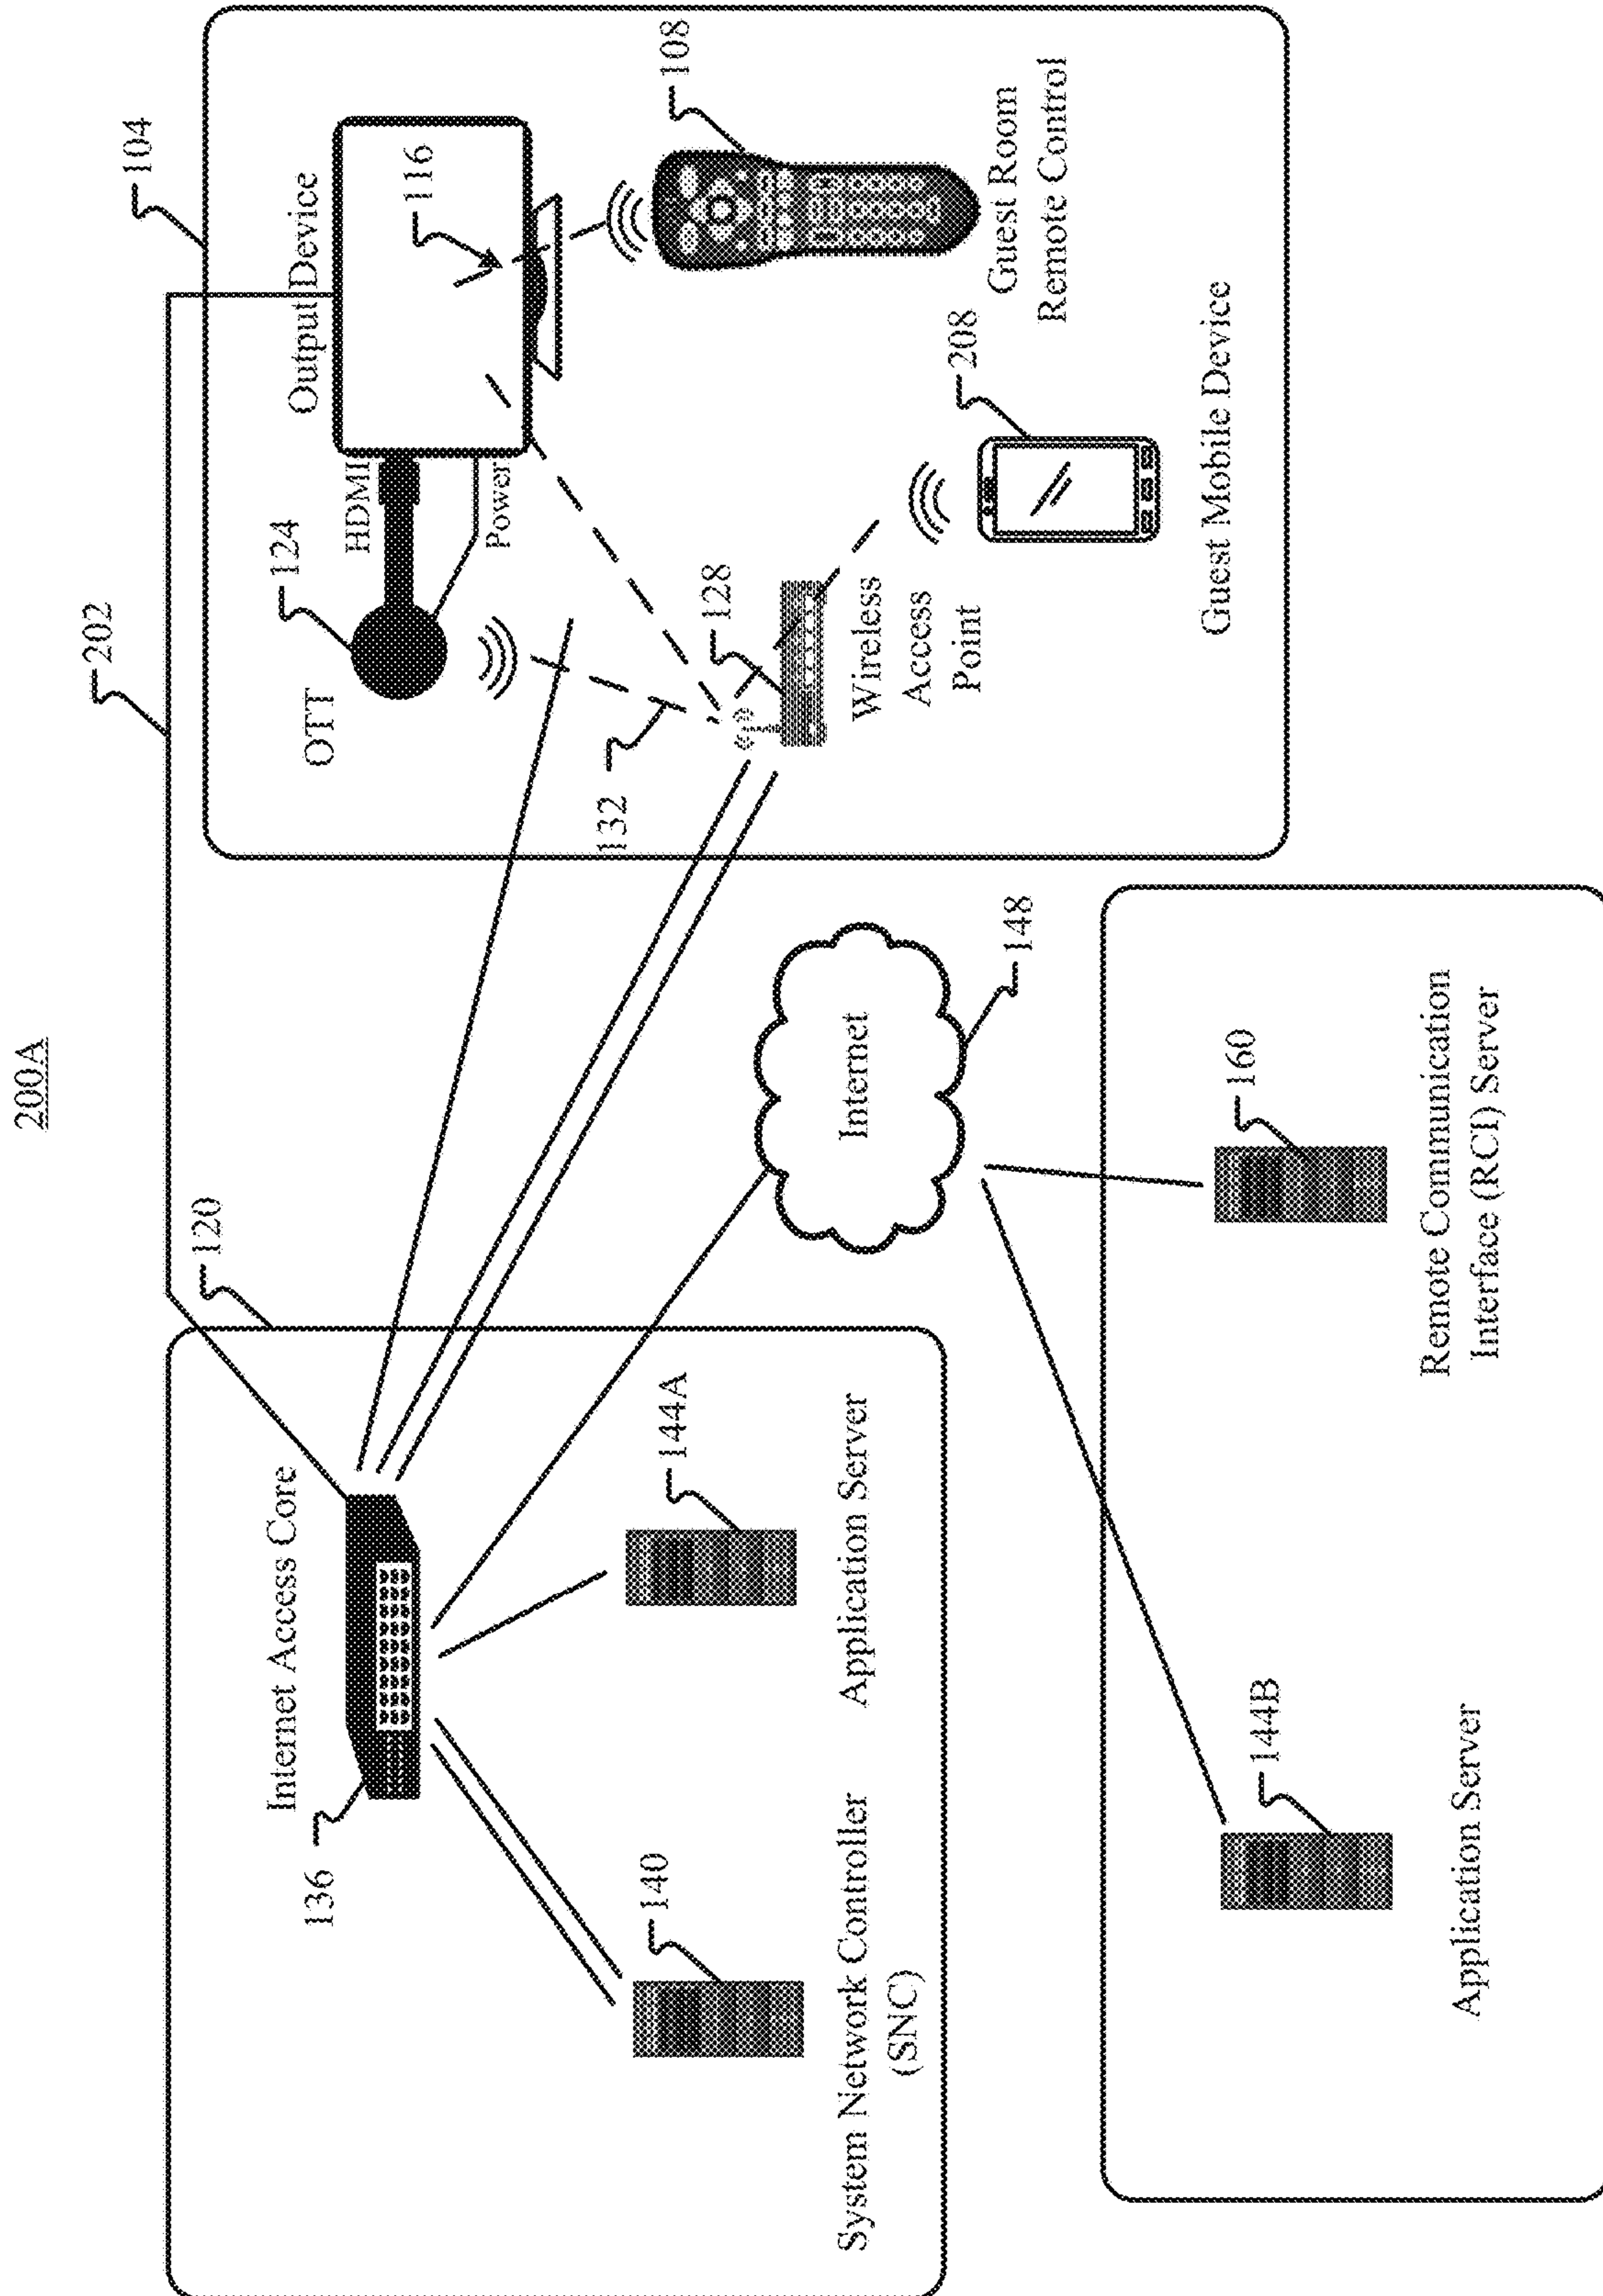 200A
202
104
Output Device
116
124
HDMI
Power
OTT
132
128
Wireless
Access
Point
108
Guest Room
Remote Control
208
Guest Mobile Device
120
Internet Access Core
136
140
System Network Controller
(SNC)
144A
Application Server
Internet
148
144B
Application Server
160
Remote Communication
Interface (RCI) Server